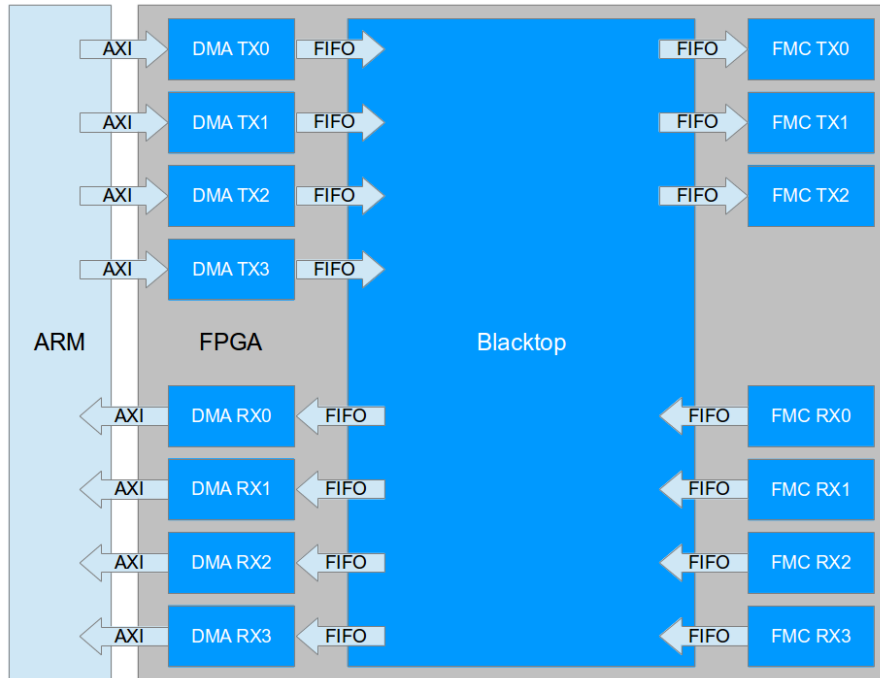 AXI DMA TX0 FIFO FIFO FMC TX0
AXI DMA TX1 FIFO FIFO FMC TX1
AXI DMA TX2 FIFO FIFO FMC TX2
AXI DMA TX3 FIFO
ARM FPGA Blacktop
AXI DMA RX0 FIFO FIFO FMC RX0
AXI DMA RX1 FIFO FIFO FMC RX1
AXI DMA RX2 FIFO FIFO FMC RX2
AXI DMA RX3 FIFO FIFO FMC RX3